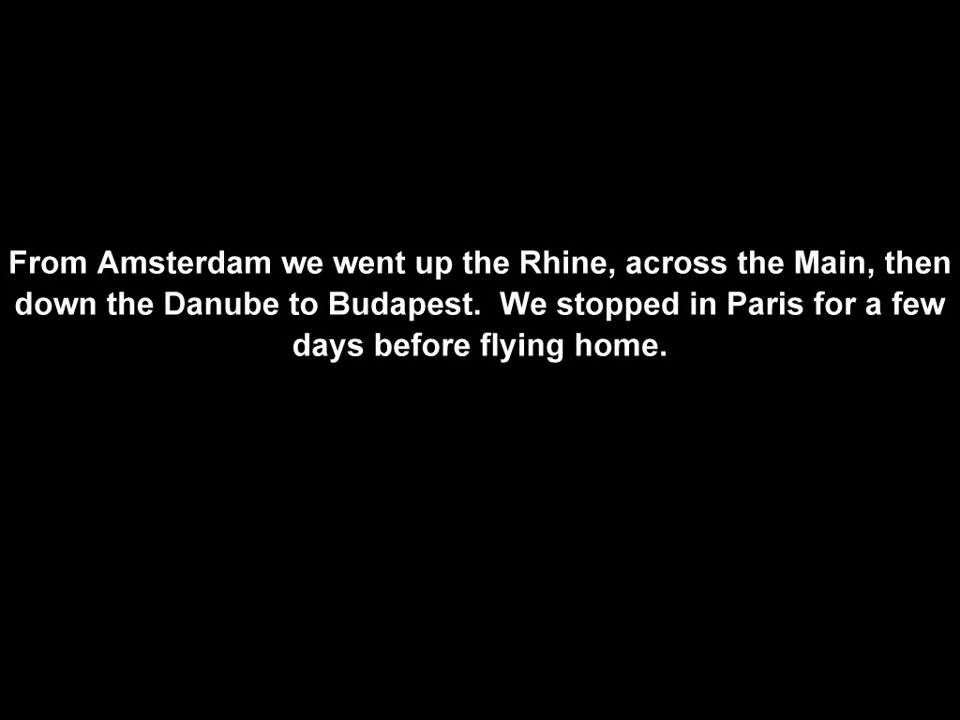 From Amsterdam we went up the Rhine, across the Main, then
down the Danube to Budapest.  We stopped in Paris for a few
days before flying home.